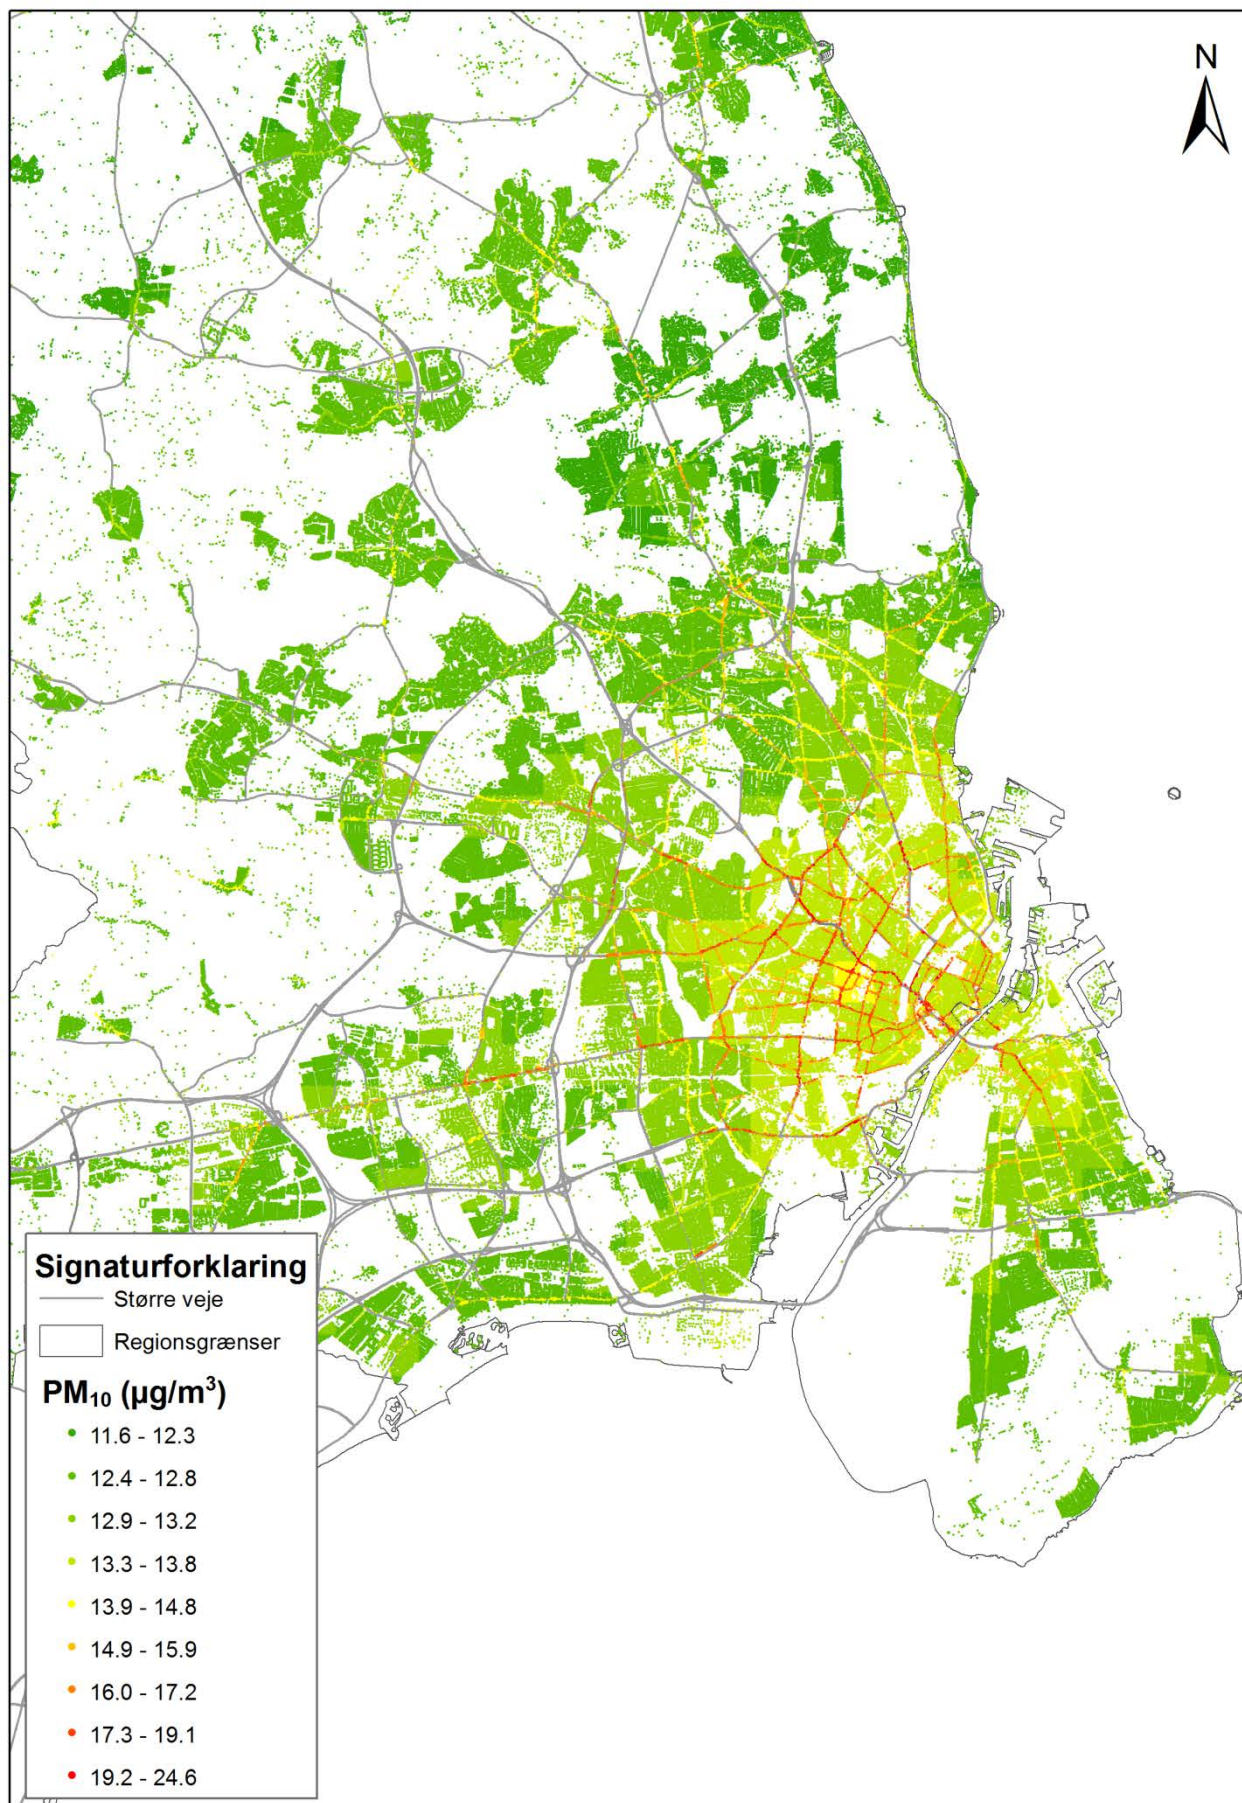 N
Signaturforklaring
Større veje
Regionsgrænser
PM₁₀ (µg/m³)
11.6 - 12.3
12.4 - 12.8
12.9 - 13.2
13.3 - 13.8
13.9 - 14.8
14.9 - 15.9
16.0 - 17.2
17.3 - 19.1
19.2 - 24.6